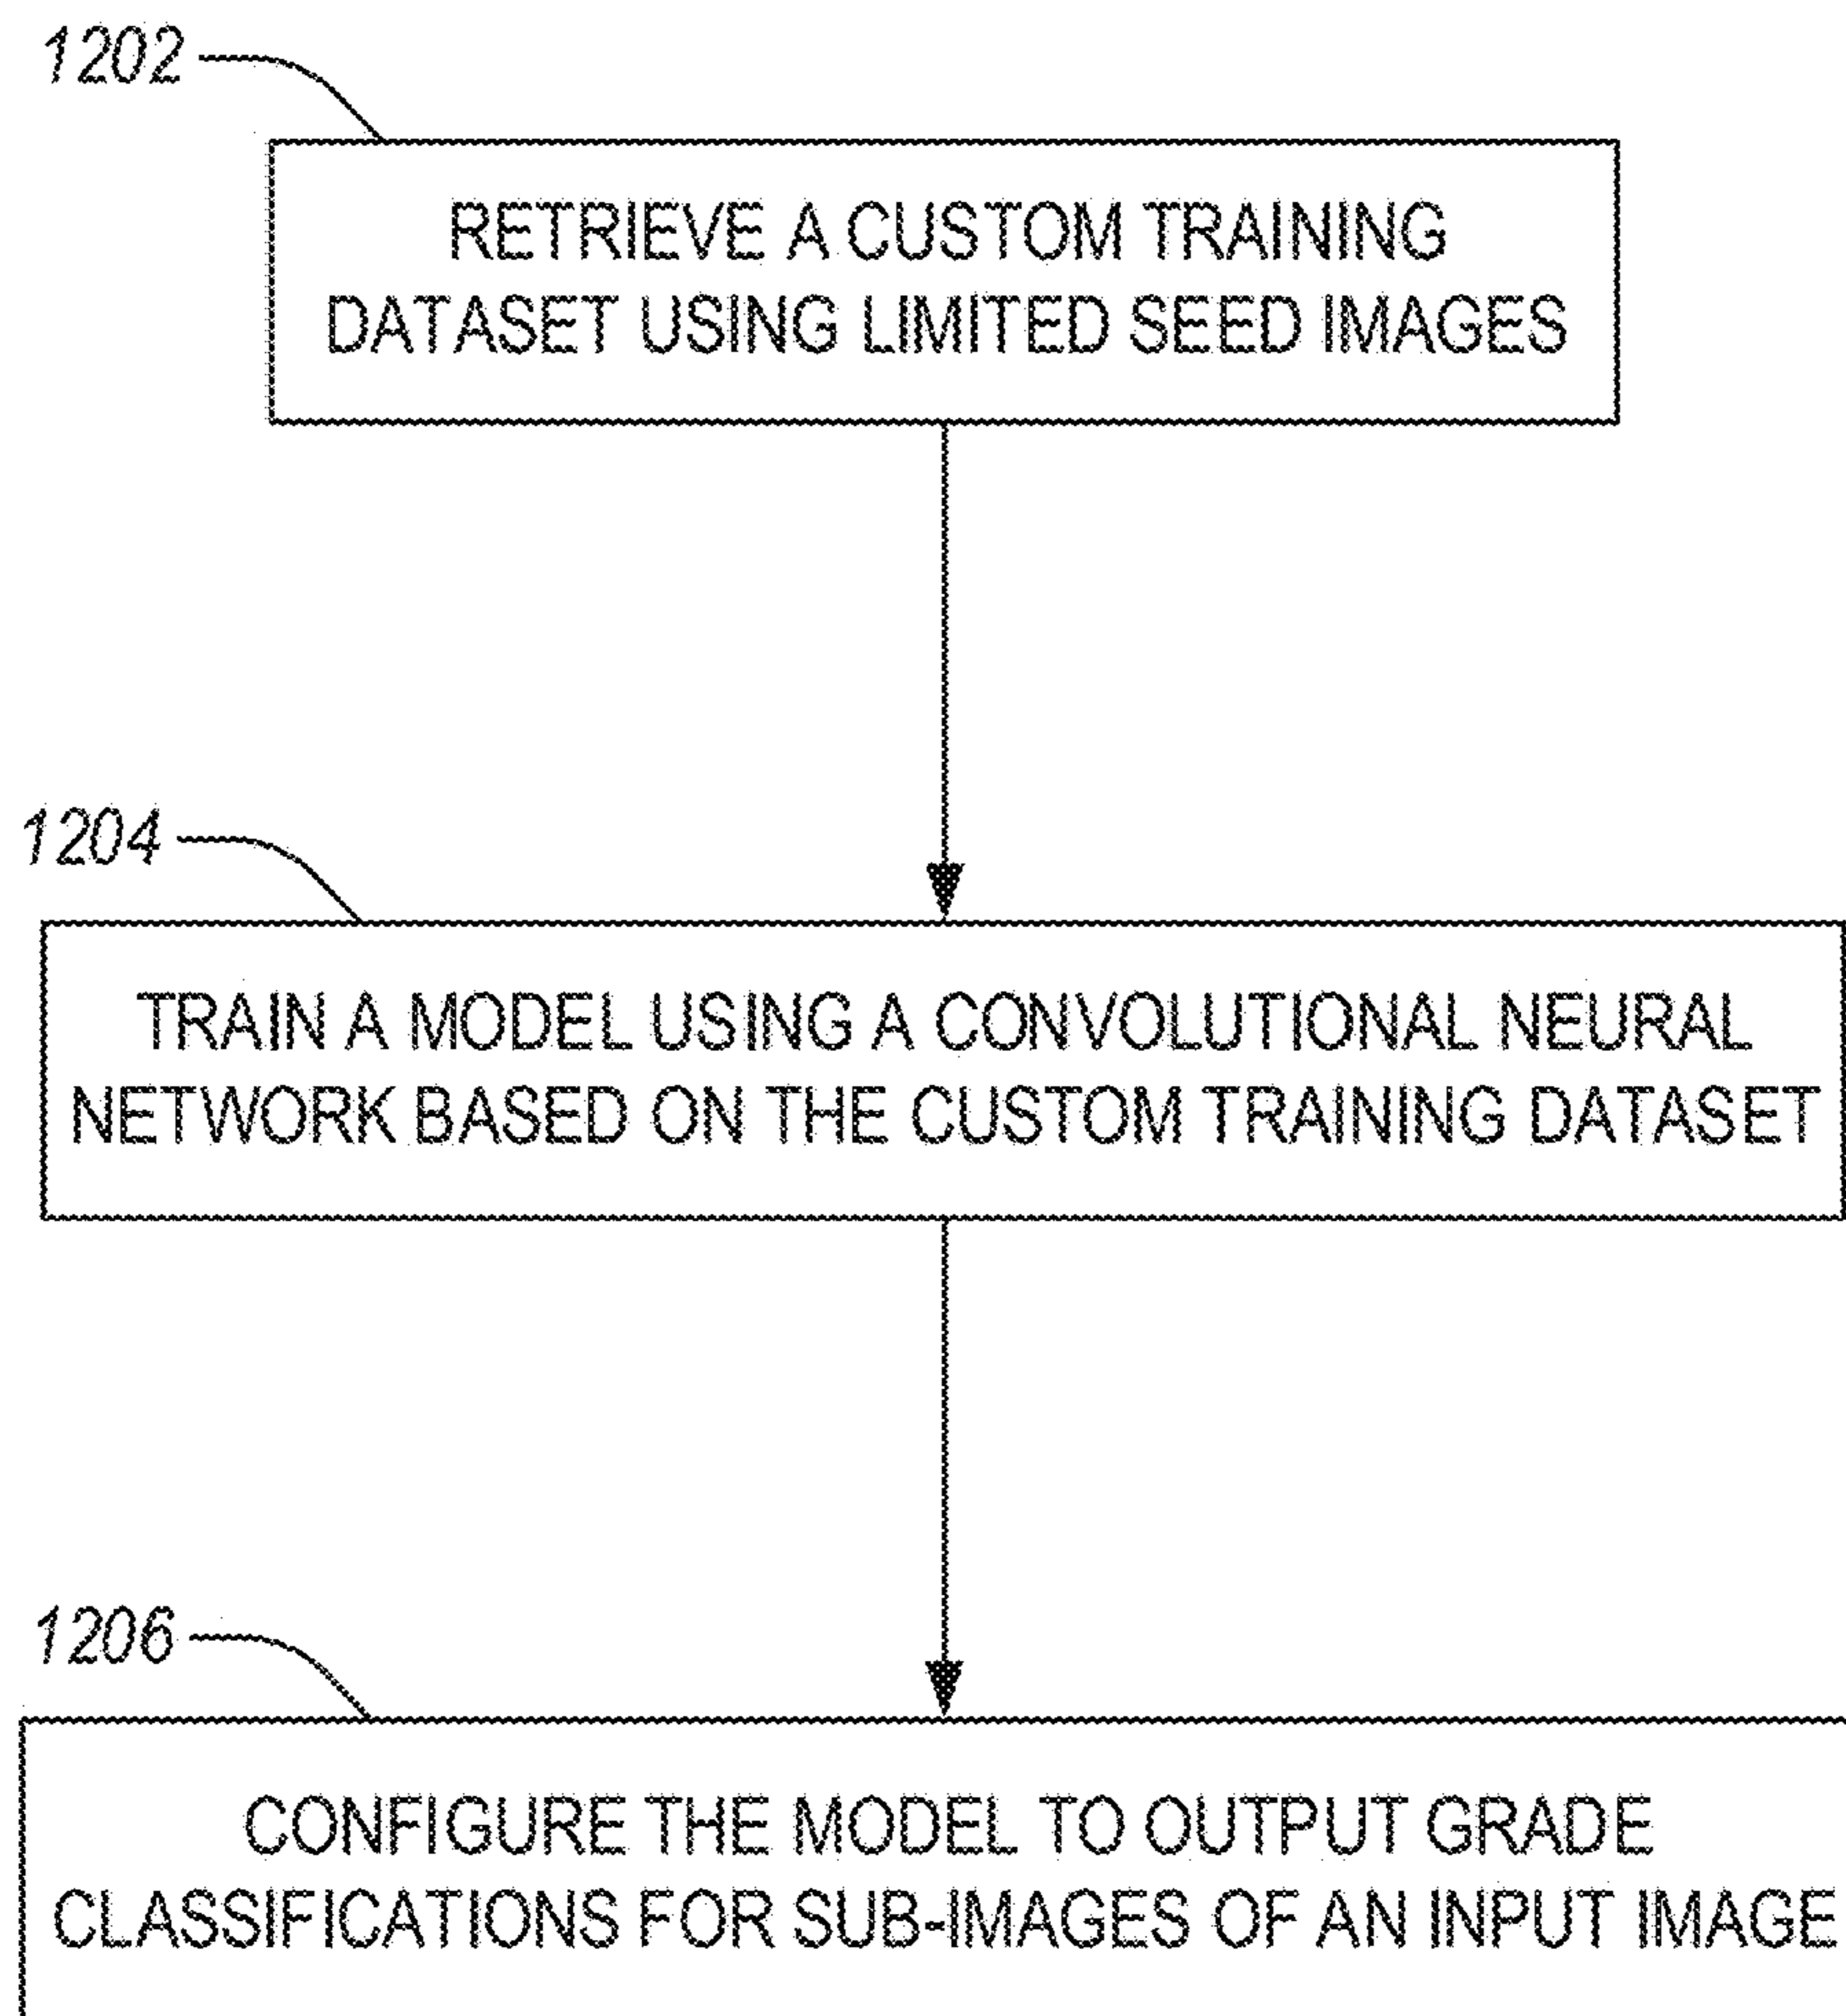 1202
RETRIEVE A CUSTOM TRAINING
DATASET USING LIMITED SEED IMAGES
1204
TRAIN A MODEL USING A CONVOLUTIONAL NEURAL
NETWORK BASED ON THE CUSTOM TRAINING DATASET
1206
CONFIGURE THE MODEL TO OUTPUT GRADE
CLASSIFICATIONS FOR SUB-IMAGES OF AN INPUT IMAGE